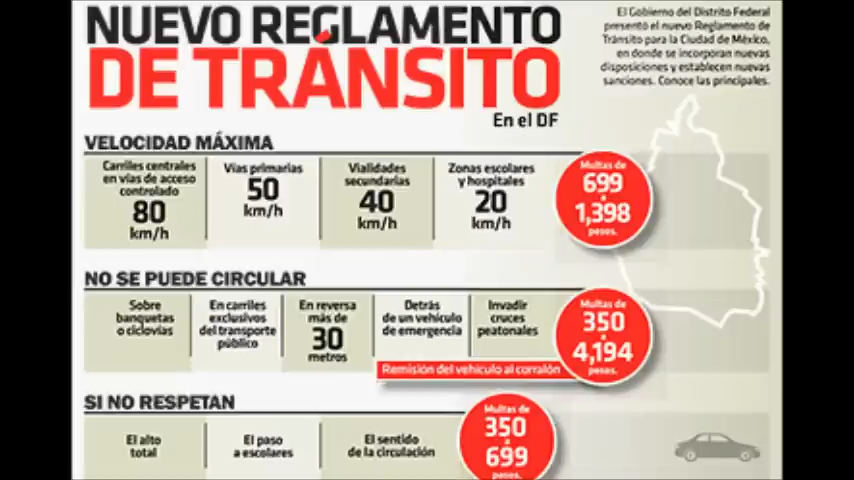 NUEVO REGLAMENTO
DE TRÁNSITO
En el DF
El Gobierno del Distrito Federal
presentó el nuevo Reglamento de
Tránsito para la Ciudad de México,
en donde se incorporan nuevas
disposiciones y establecen nuevas
sanciones. Conoce las principales.
VELOCIDAD MÁXIMA
Carriles centrales
en vías de acceso
controlado
80
km/h
Vías primarias
50
km/h
Vialidades
secundarias
40
km/h
Zonas escolares
y hospitales
20
km/h
Multas de
699
a
1,398
pesos.
NO SE PUEDE CIRCULAR
Sobre
banquetas
o ciclovías
En carriles
exclusivos
del transporte
público
En reversa
más de
30
metros
Detrás
de un vehículo
de emergencia
Invadir
cruces
peatonales
Remisión del vehículo al corralón
Multas de
350
a
4,194
pesos.
SI NO RESPETAN
El alto
total
El paso
a escolares
El sentido
de la circulación
Multas de
350
a
699
pesos.